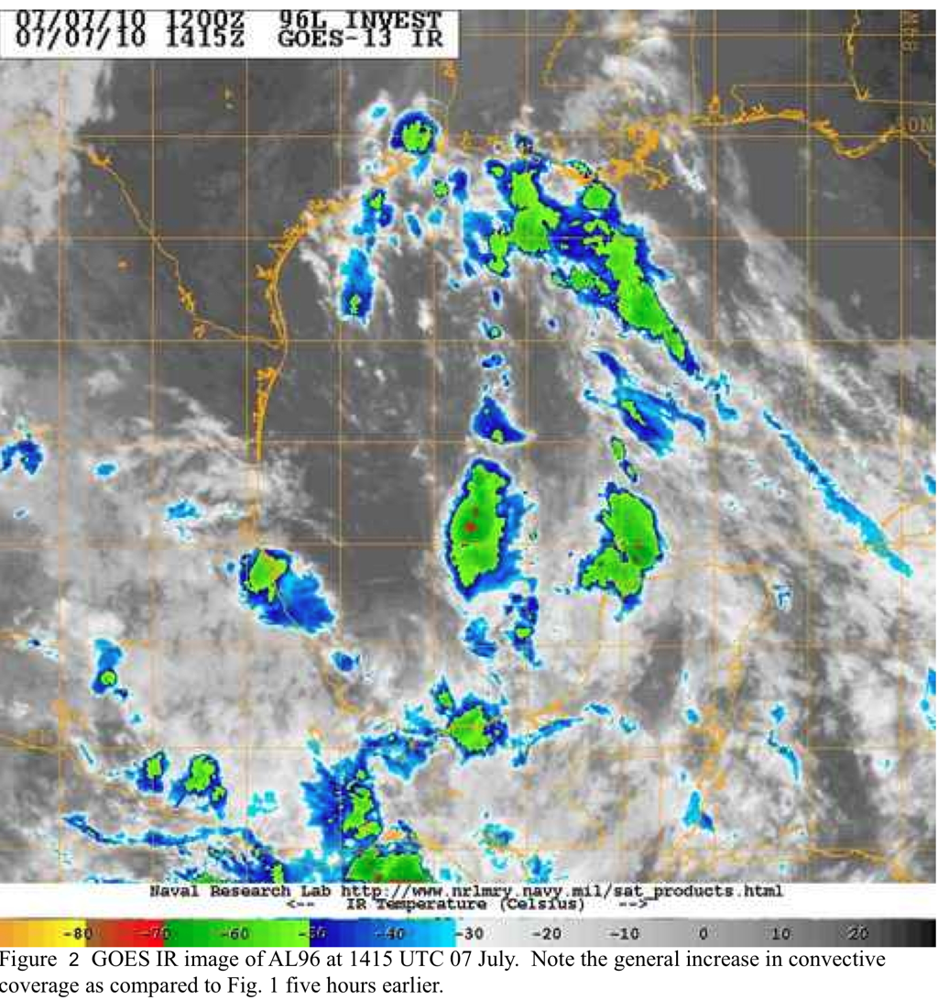 07/07/10 1200Z 96L INVEST
07/07/10 1415Z GOES-13 IR
Naval Research Lab http://www.nrlmry.navy.mil/sat_products.html
<-- IR Temperature (Celsius) -->
-80 -70 -60 -50 -40 -30 -20 -10 0 10 20
Figure 2 GOES IR image of AL96 at 1415 UTC 07 July. Note the general increase in convective
coverage as compared to Fig. 1 five hours earlier.